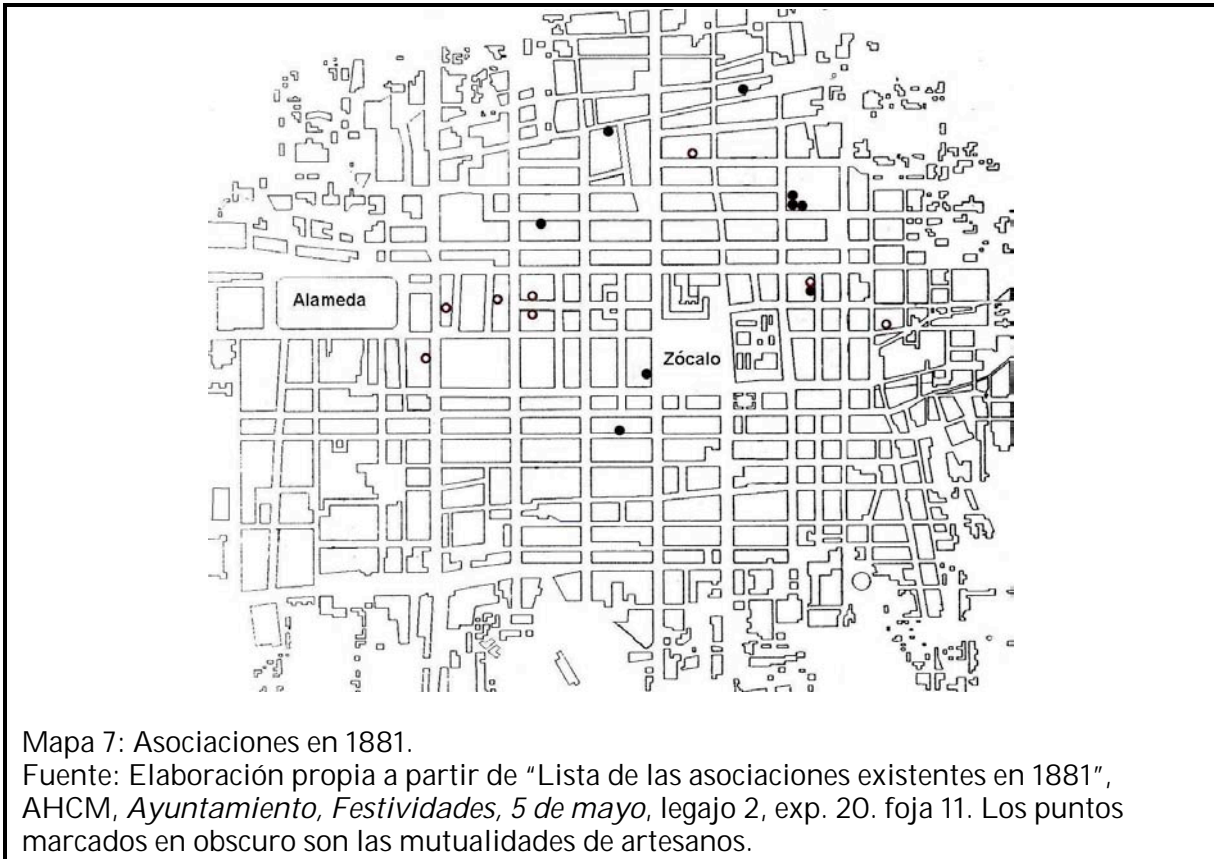 Alameda
Zócalo
Mapa 7: Asociaciones en 1881.
Fuente: Elaboración propia a partir de “Lista de las asociaciones existentes en 1881”,
AHCM, Ayuntamiento, Festividades, 5 de mayo, legajo 2, exp. 20. foja 11. Los puntos
marcados en obscuro son las mutualidades de artesanos.